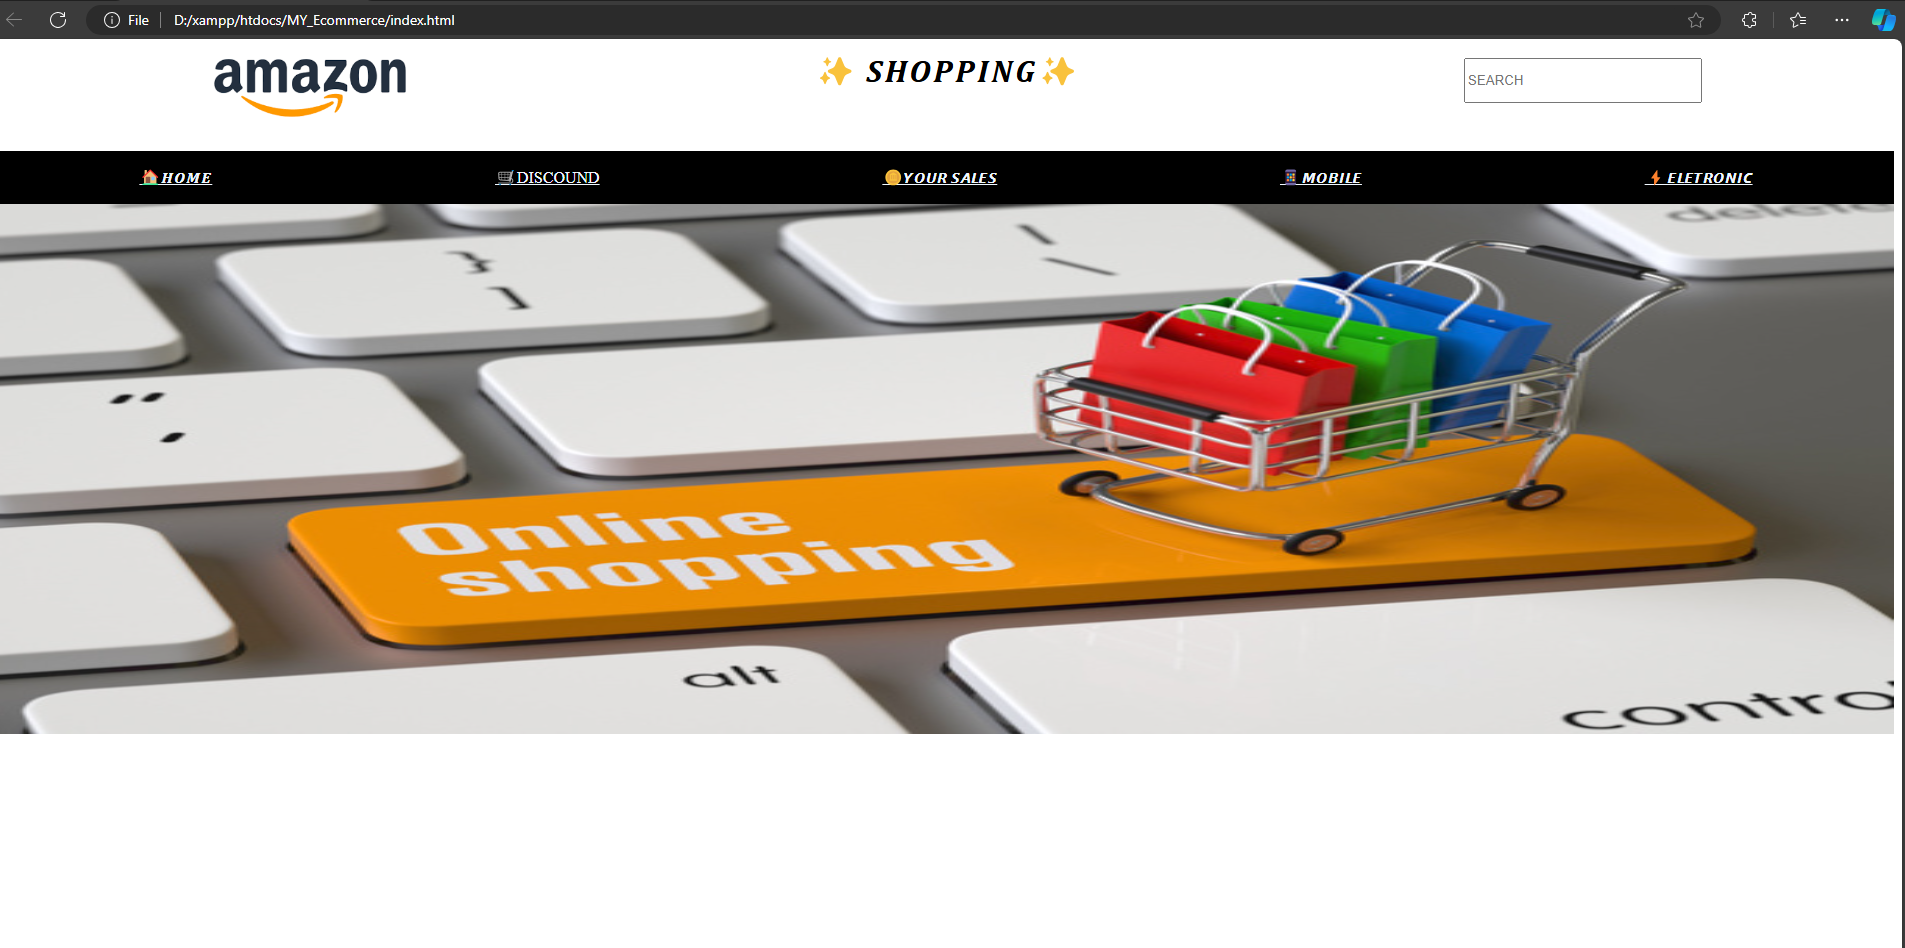 File D:/xampp/htdocs/MY_Ecommerce/index.html
amazon
✨ SHOPPING✨
SEARCH
🏠HOME 🛒DISCOUND 🪙YOUR SALES 📱MOBILE ⚡ELETRONIC
delete
}
]
|
\
"
'
Online
shopping
alt
control